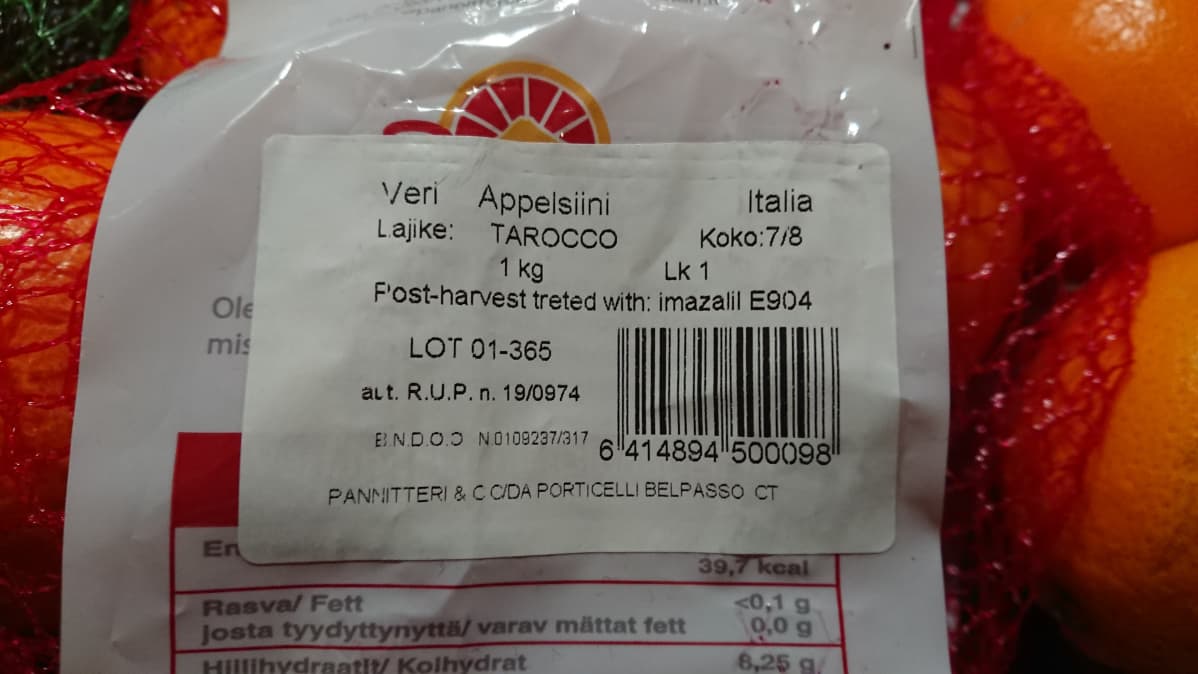 Veri Appelsiini Italia
Lajike: TAROCCO Koko:7/8
1 kg Lk 1
Post-harvest treted with: imazalil E904
LOT 01-365
aut. R.U.P. n. 19/0974
B.N.D.O.O N.0109237/317
6 414894 500098
PANNITTERI & C C/DA PORTICELLI BELPASSO CT
39,7 kcal
Rasva/ Fett <0,1 g
josta tyydyttynyttä/ varav mättat fett 0,0 g
Hiilihydraatit/ Kolhydrat 8,25 g